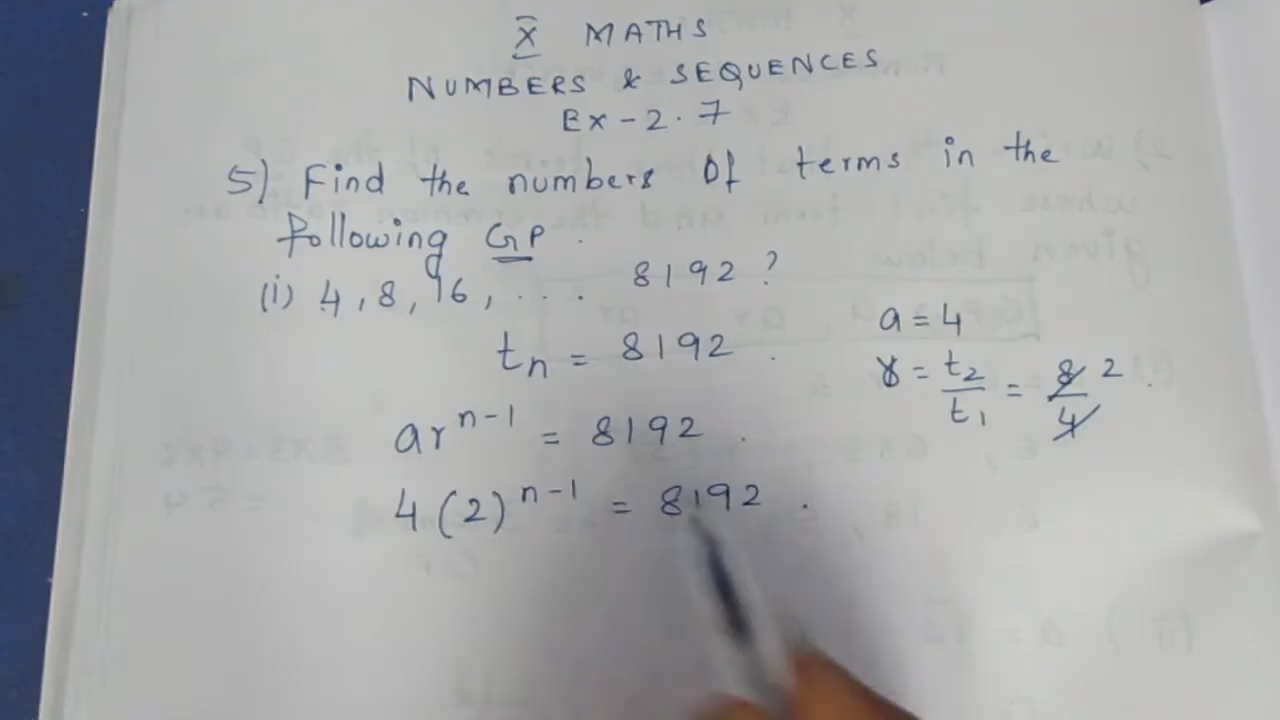 X MATHS
NUMBERS & SEQUENCES
Ex-2.7
5) Find the numbers of terms in the
following GP.
(i) 4, 8, 16, ... 8192?
tn = 8192.
a = 4
r = t2/t1 = 8/4 2.
ar^n-1 = 8192.
4(2)^n-1 = 8192.